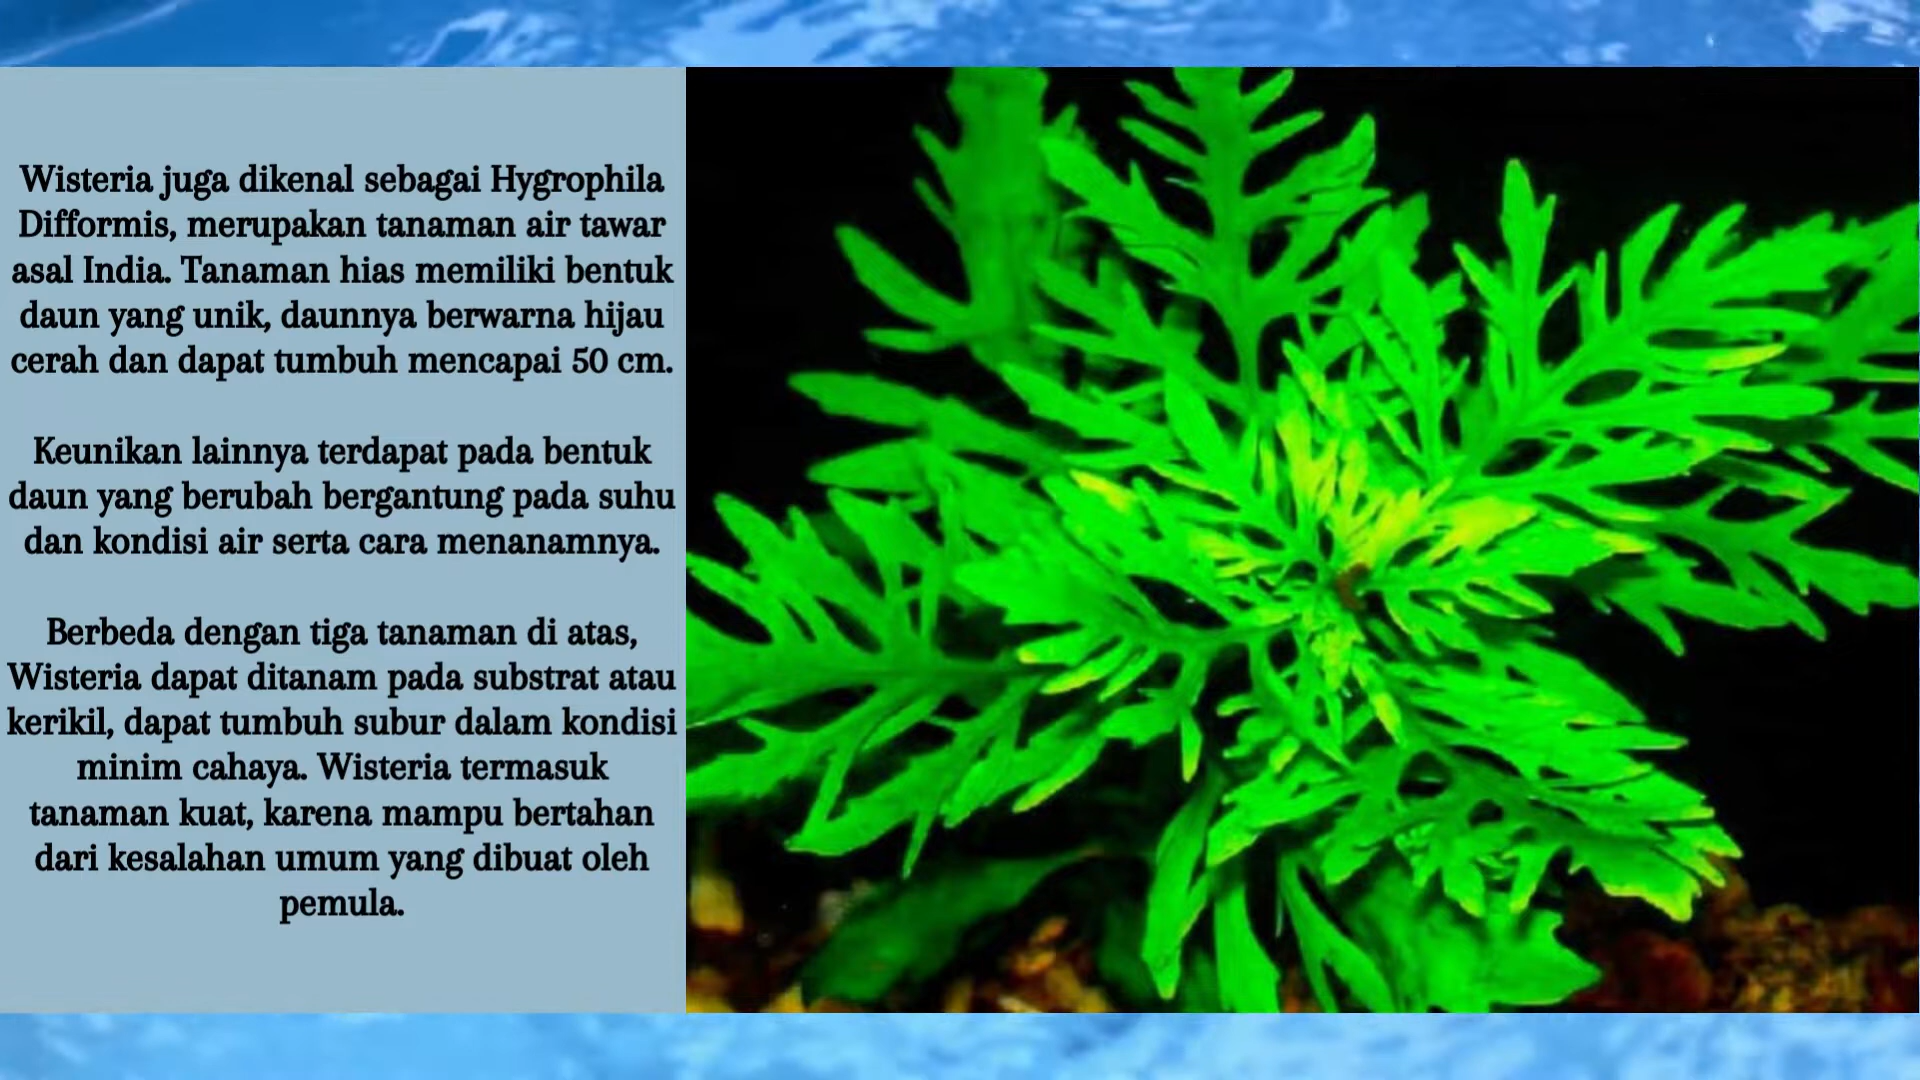 Wisteria juga dikenal sebagai Hygrophila
Difformis, merupakan tanaman air tawar
asal India. Tanaman hias memiliki bentuk
daun yang unik, daunnya berwarna hijau
cerah dan dapat tumbuh mencapai 50 cm.
Keunikan lainnya terdapat pada bentuk
daun yang berubah bergantung pada suhu
dan kondisi air serta cara menanamnya.
Berbeda dengan tiga tanaman di atas,
Wisteria dapat ditanam pada substrat atau
kerikil, dapat tumbuh subur dalam kondisi
minim cahaya. Wisteria termasuk
tanaman kuat, karena mampu bertahan
dari kesalahan umum yang dibuat oleh
pemula.